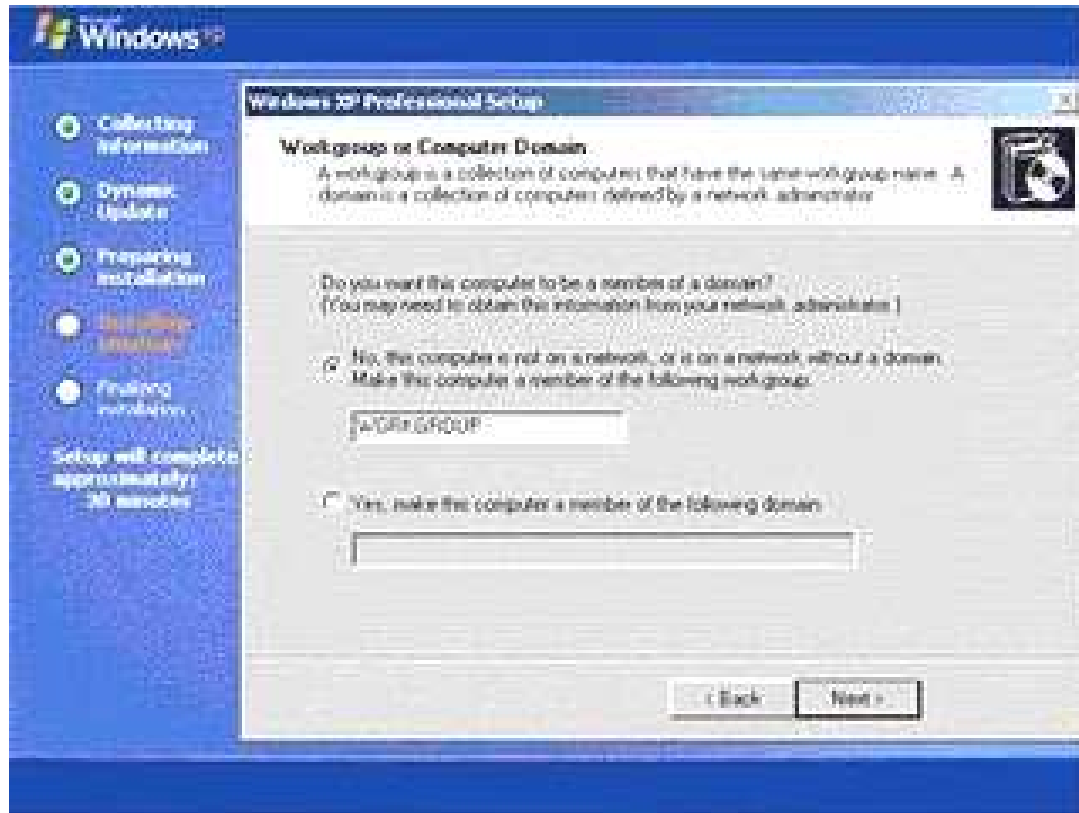 Microsoft
Windows xp
Collecting
information
Dynamic
Update
Preparing
installation
Installing
Windows
Finalizing
installation
Setup will complete in
approximately:
30 minutes
Windows XP Professional Setup
Workgroup or Computer Domain
A workgroup is a collection of computers that have the same workgroup name. A
domain is a collection of computers defined by a network administrator.
Do you want this computer to be a member of a domain?
(You may need to obtain this information from your network administrator.)
No, this computer is not on a network, or is on a network without a domain.
Make this computer a member of the following workgroup:
WORKGROUP
Yes, make this computer a member of the following domain:
< Back
Next >